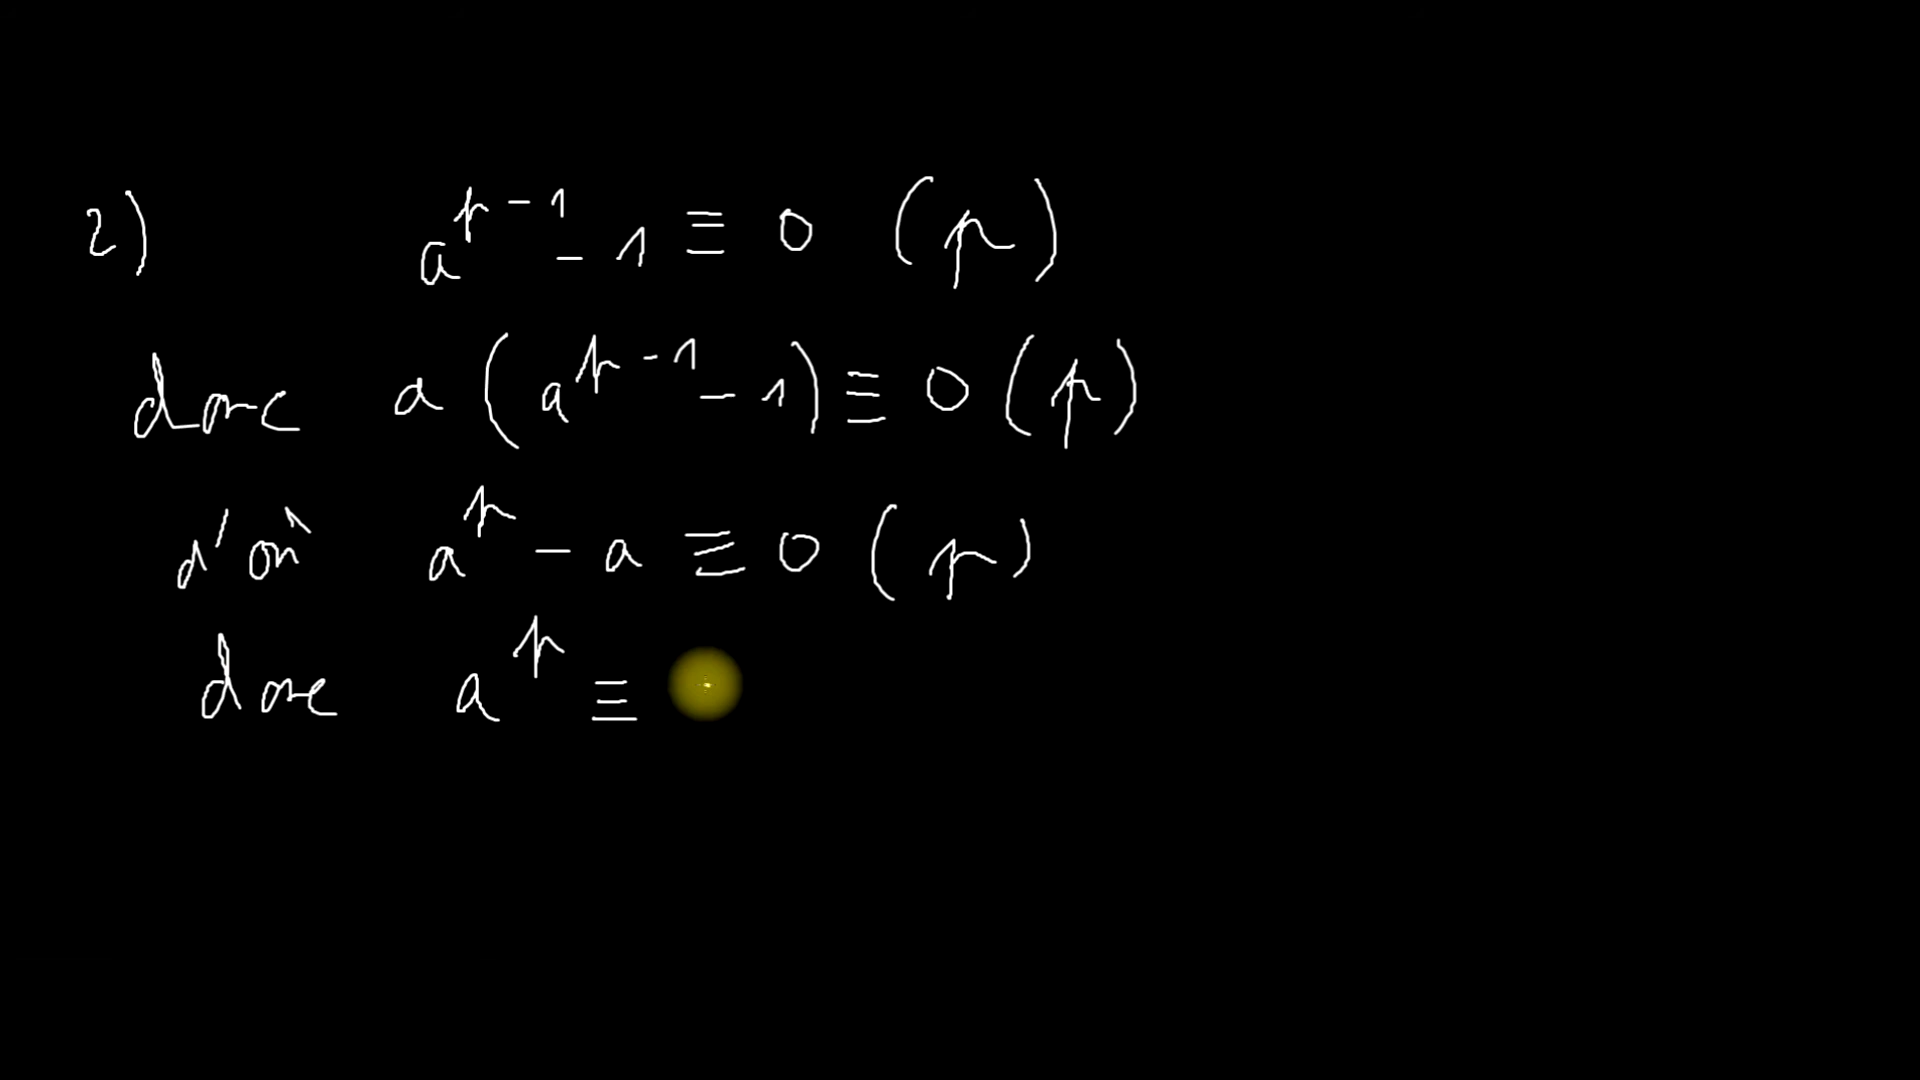 2) a^{p-1} - 1 ≡ 0 (p)
donc a (a^{p-1} - 1) ≡ 0 (p)
d'où a^p - a ≡ 0 (p)
donc a^p ≡